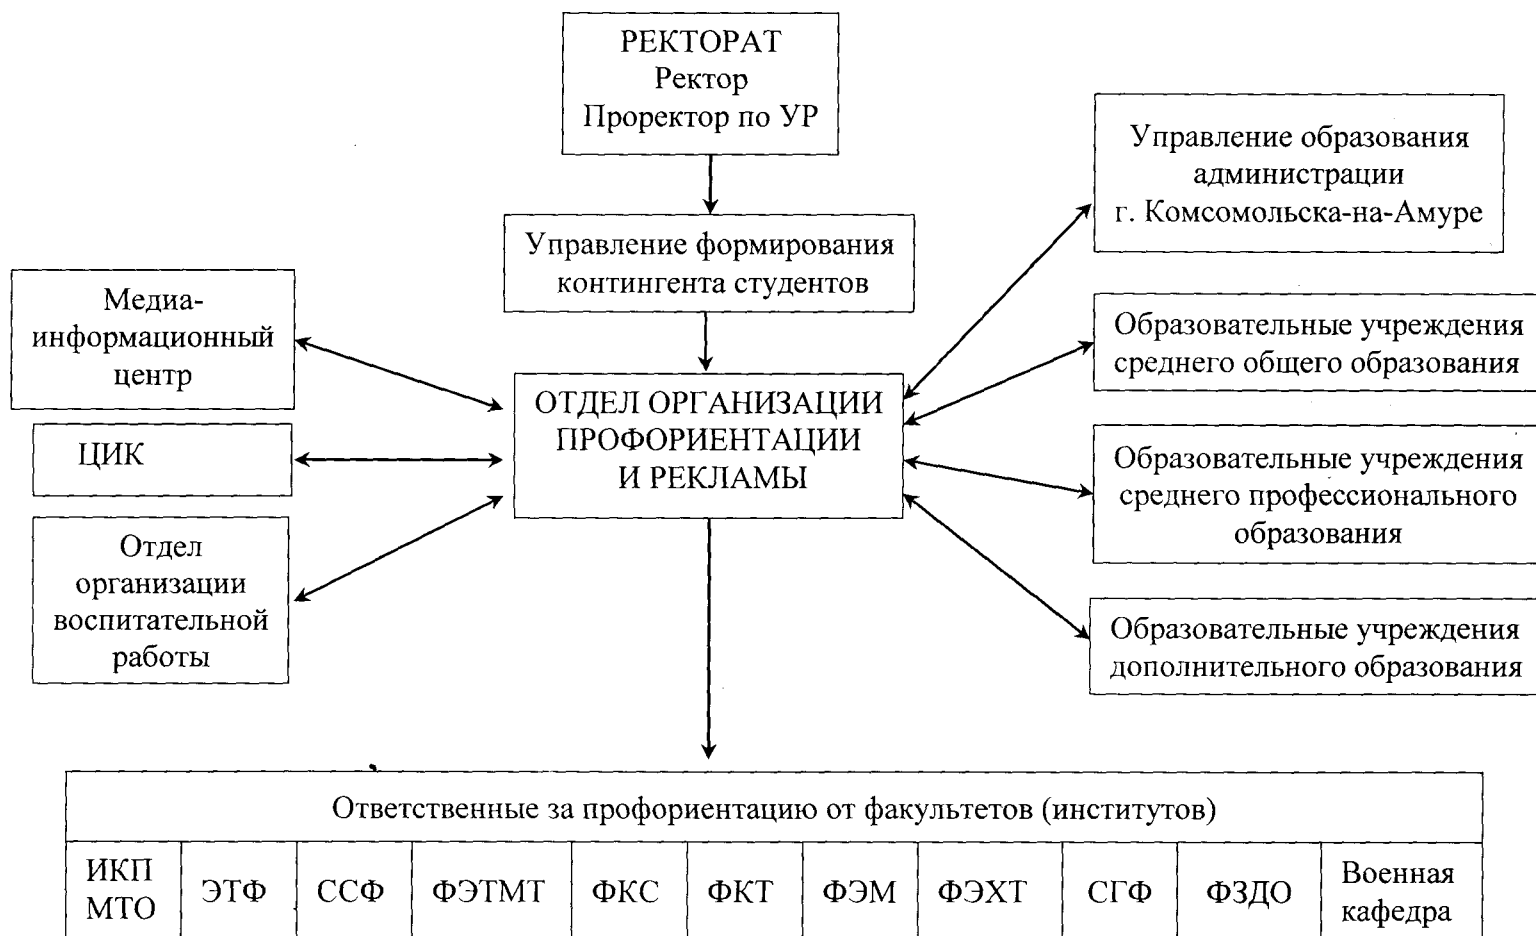 РЕКТОРАТ
Ректор
Проректор по УР
Управление формирования
контингента студентов
Управление образования
администрации
г. Комсомольска-на-Амуре
Медиа-
информационный
центр
Образовательные учреждения
среднего общего образования
ОТДЕЛ ОРГАНИЗАЦИИ
ПРОФОРИЕНТАЦИИ
И РЕКЛАМЫ
ЦИК
Образовательные учреждения
среднего профессионального
образования
Отдел
организации
воспитательной
работы
Образовательные учреждения
дополнительного образования
Ответственные за профориентацию от факультетов (институтов)
ИКП
МТО
ЭТФ
ССФ
ФЭТМТ
ФКС
ФКТ
ФЭМ
ФЭХТ
СГФ
ФЗДО
Военная
кафедра